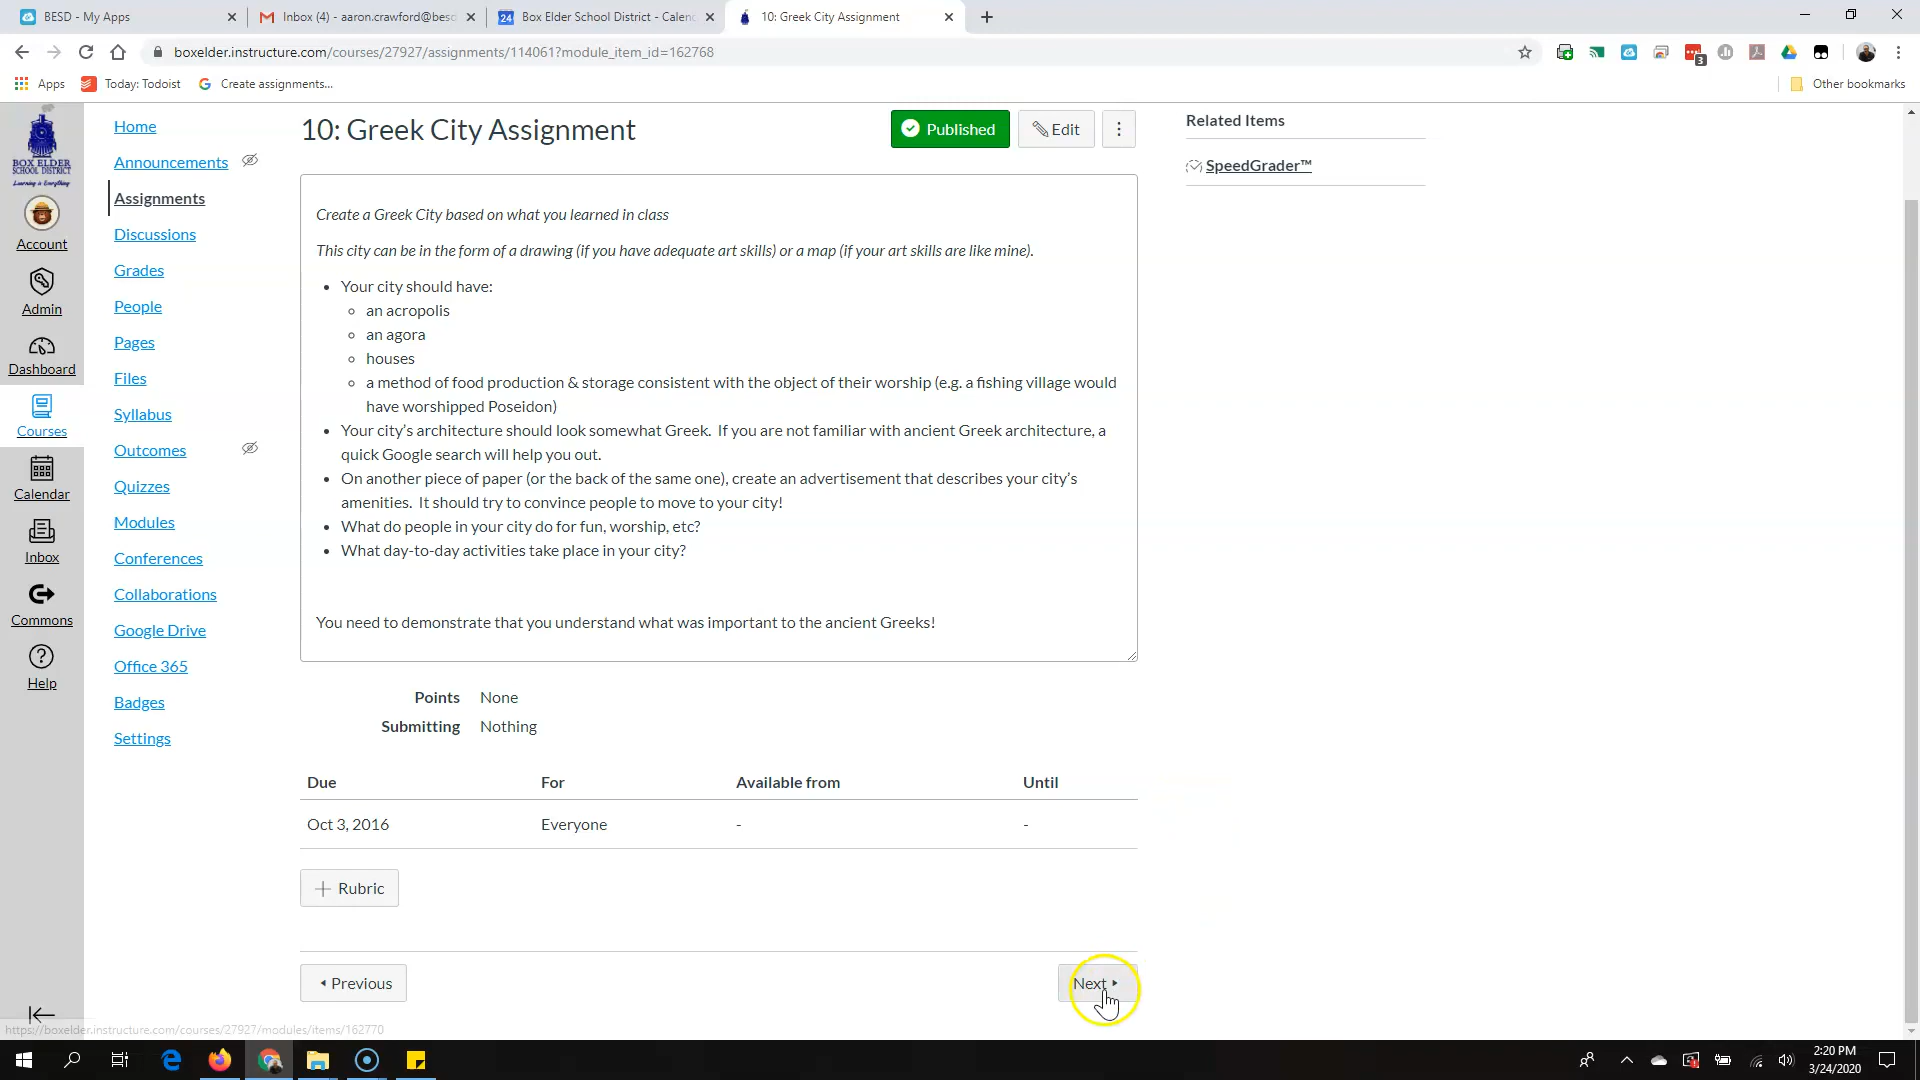 BESD - My Apps
Inbox (4) - aaron.crawford@besd
Box Elder School District - Calen
10: Greek City Assignment
boxelder.instructure.com/courses/27927/assignments/114061?module_item_id=162768
3
Apps
Today: Todoist
Create assignments...
Other bookmarks
BOX ELDER
SCHOOL DISTRICT
Learning is Everything
Account
Admin
Dashboard
Courses
Calendar
Inbox
Commons
Help
Home
Announcements
Assignments
Discussions
Grades
People
Pages
Files
Syllabus
Outcomes
Quizzes
Modules
Conferences
Collaborations
Google Drive
Office 365
Badges
Settings
10: Greek City Assignment
Published
Edit
Create a Greek City based on what you learned in class
This city can be in the form of a drawing (if you have adequate art skills) or a map (if your art skills are like mine).
Your city should have:
an acropolis
an agora
houses
a method of food production & storage consistent with the object of their worship (e.g. a fishing village would
have worshipped Poseidon)
Your city's architecture should look somewhat Greek.  If you are not familiar with ancient Greek architecture, a
quick Google search will help you out.
On another piece of paper (or the back of the same one), create an advertisement that describes your city's
amenities.  It should try to convince people to move to your city!
What do people in your city do for fun, worship, etc?
What day-to-day activities take place in your city?
You need to demonstrate that you understand what was important to the ancient Greeks!
Points None
Submitting Nothing
Due For Available from Until
Oct 3, 2016 Everyone - -
Rubric
Previous
Next
Related Items
SpeedGrader™
https://boxelder.instructure.com/courses/27927/modules/items/162770
2:20 PM
3/24/2020